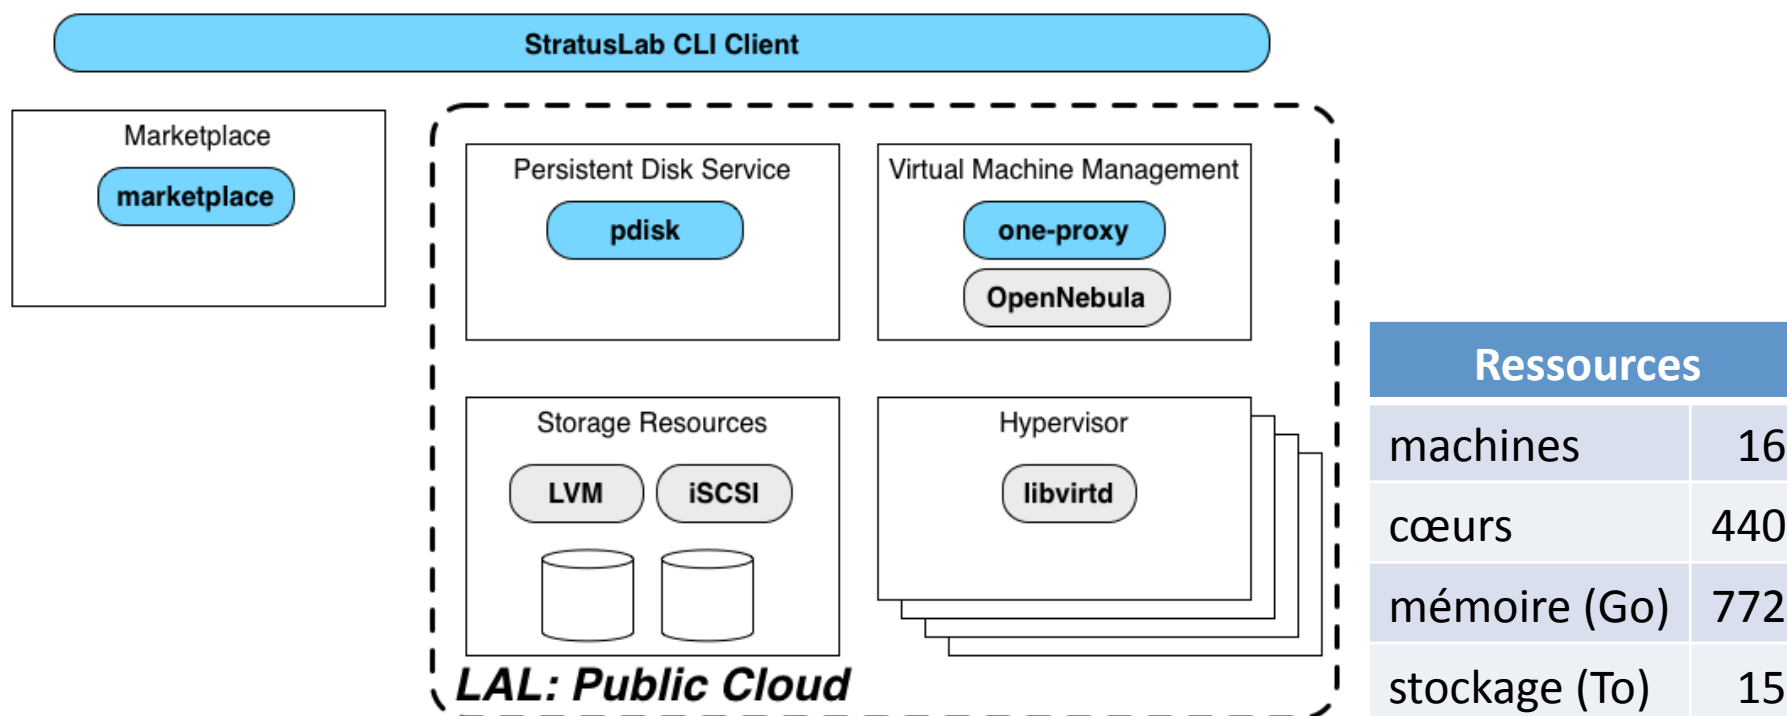 StratusLab CLI Client
Marketplace
marketplace
Persistent Disk Service
pdisk
Virtual Machine Management
one-proxy
OpenNebula
Storage Resources
LVM iSCSI
Hypervisor
libvirtd
LAL: Public Cloud
Ressources
machines 16
cœurs 440
mémoire (Go) 772
stockage (To) 15